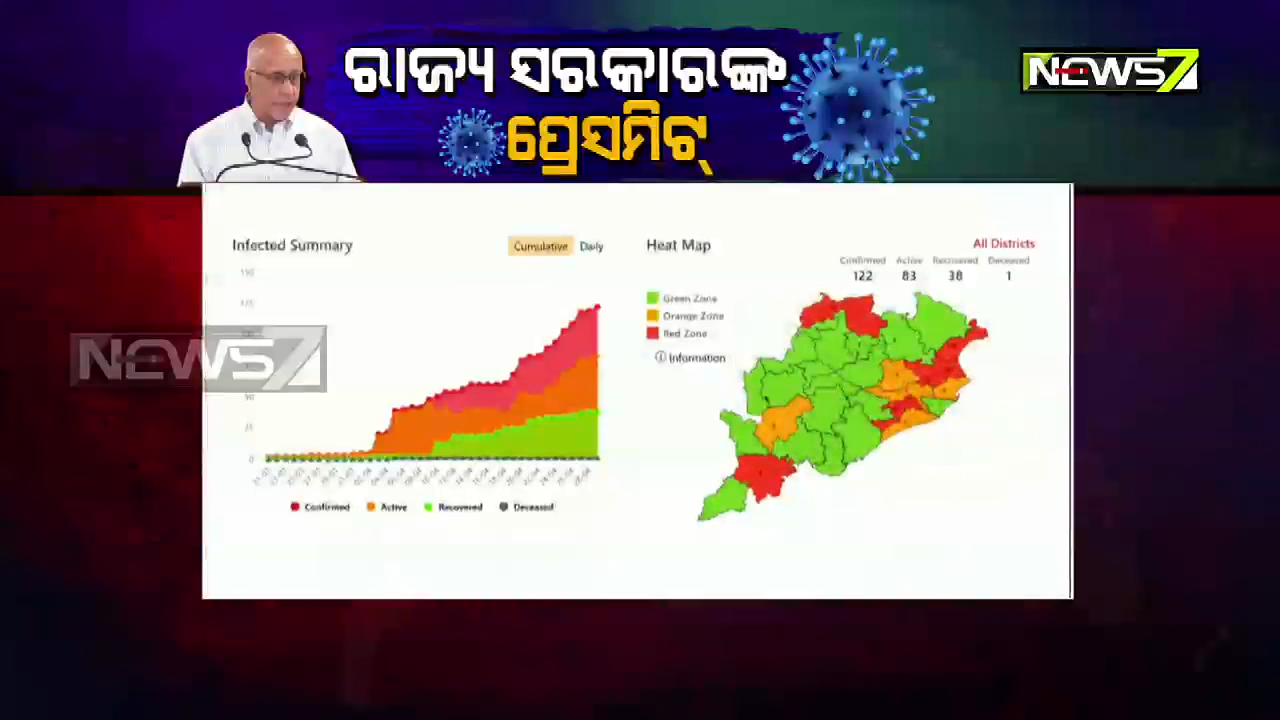 ରାଜ୍ୟ ସରକାରଙ୍କ
ପ୍ରେସମିଟ୍
NEWS7
Infected Summary
Cumulative Daily
Heat Map
All Districts
Confirmed Active Recovered Deceased
122 83 38 1
Green Zone
Orange Zone
Red Zone
Information
NEWS7
Confirmed Active Recovered Deceased